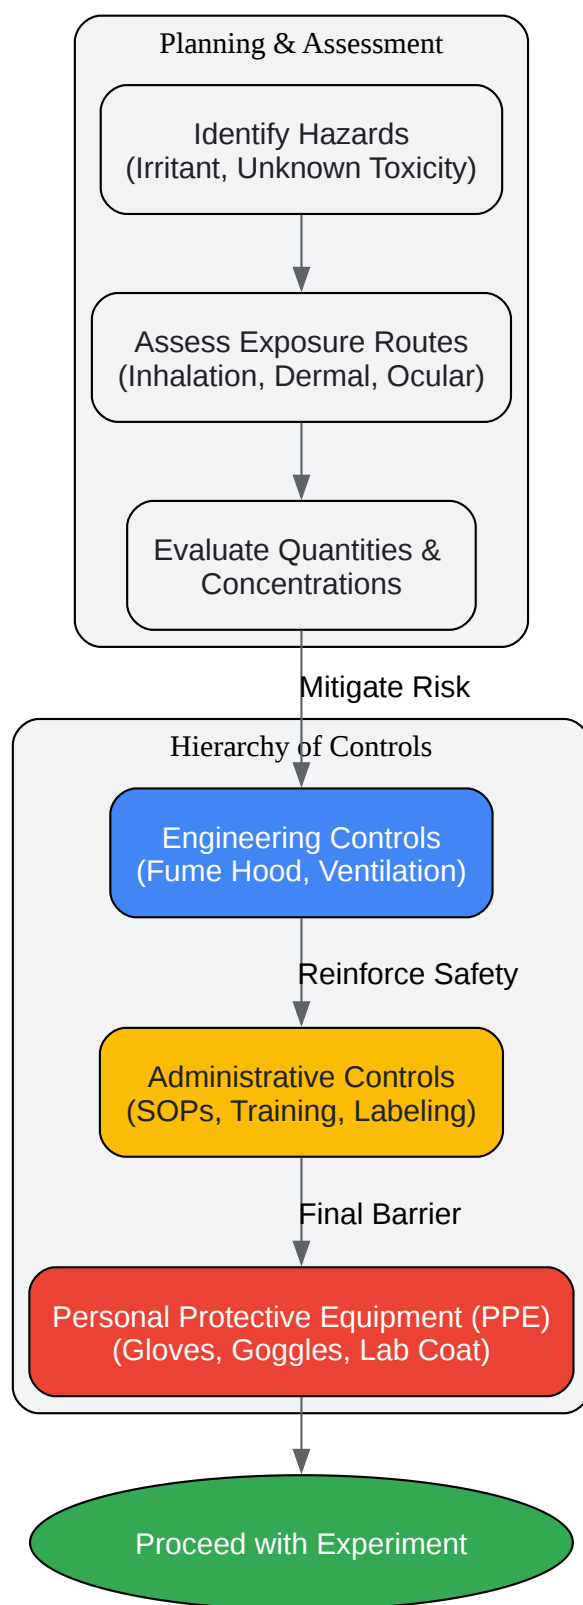 Planning & Assessment
Identify Hazards
(Irritant, Unknown Toxicity)
Assess Exposure Routes
(Inhalation, Dermal, Ocular)
Evaluate Quantities &
Concentrations
Mitigate Risk
Hierarchy of Controls
Engineering Controls
(Fume Hood, Ventilation)
Reinforce Safety
Administrative Controls
(SOPs, Training, Labeling)
Final Barrier
Personal Protective Equipment (PPE)
(Gloves, Goggles, Lab Coat)
Proceed with Experiment